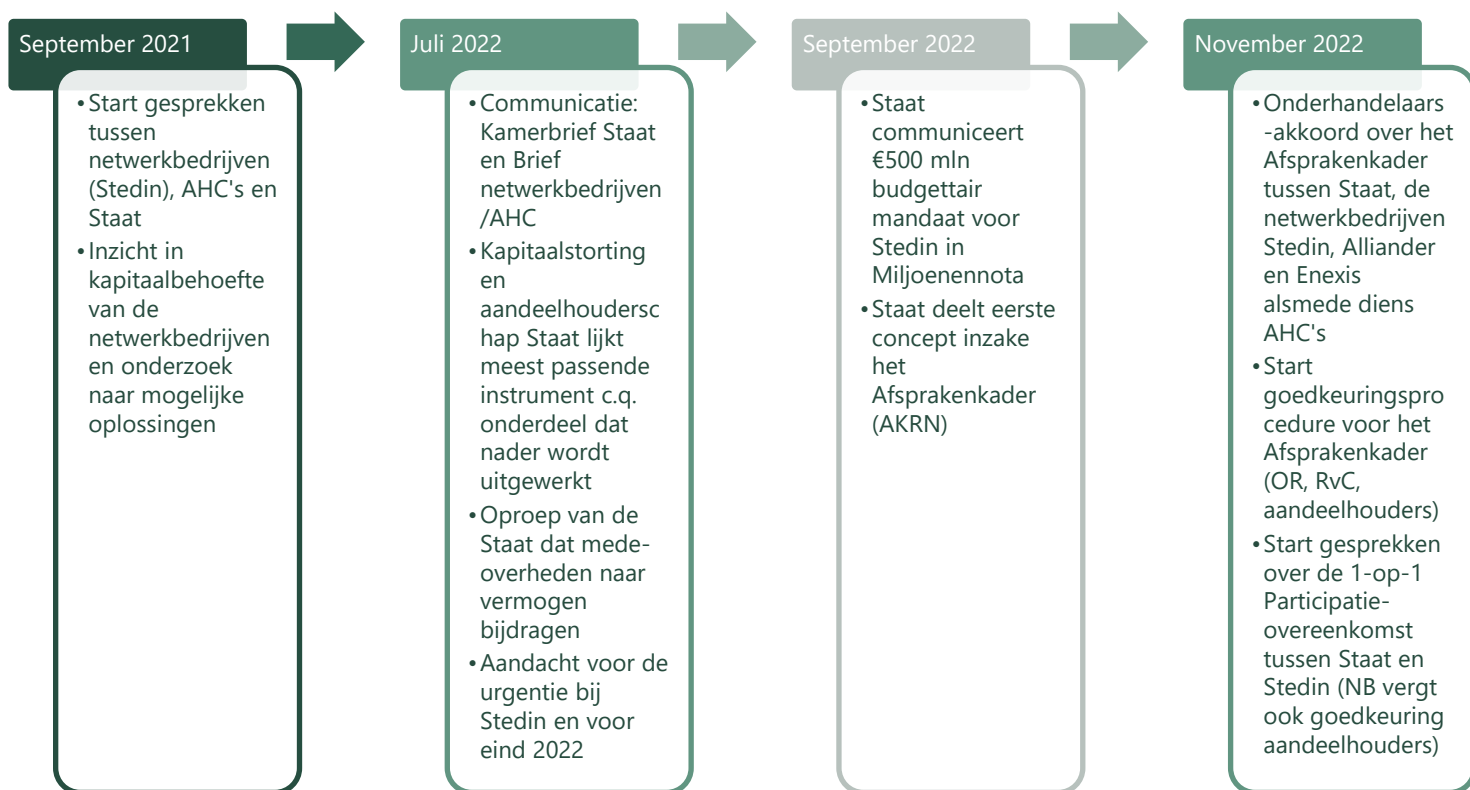 September 2021
•Start gesprekken
tussen
netwerkbedrijven
(Stedin), AHC's en
Staat
•Inzicht in
kapitaalbehoefte
van de
netwerkbedrijven
en onderzoek
naar mogelijke
oplossingen
Juli 2022
•Communicatie:
Kamerbrief Staat
en Brief
netwerkbedrijven
/AHC
•Kapitaalstorting
en
aandeelhoudersc
hap Staat lijkt
meest passende
instrument c.q.
onderdeel dat
nader wordt
uitgewerkt
•Oproep van de
Staat dat mede-
overheden naar
vermogen
bijdragen
•Aandacht voor de
urgentie bij
Stedin en voor
eind 2022
September 2022
•Staat
communiceert
€500 mln
budgettair
mandaat voor
Stedin in
Miljoenennota
•Staat deelt eerste
concept inzake
het
Afsprakenkader
(AKRN)
November 2022
•Onderhandelaars
-akkoord over het
Afsprakenkader
tussen Staat, de
netwerkbedrijven
Stedin, Alliander
en Enexis
alsmede diens
AHC's
•Start
goedkeuringspro
cedure voor het
Afsprakenkader
(OR, RvC,
aandeelhouders)
•Start gesprekken
over de 1-op-1
Participatie-
overeenkomst
tussen Staat en
Stedin (NB vergt
ook goedkeuring
aandeelhouders)